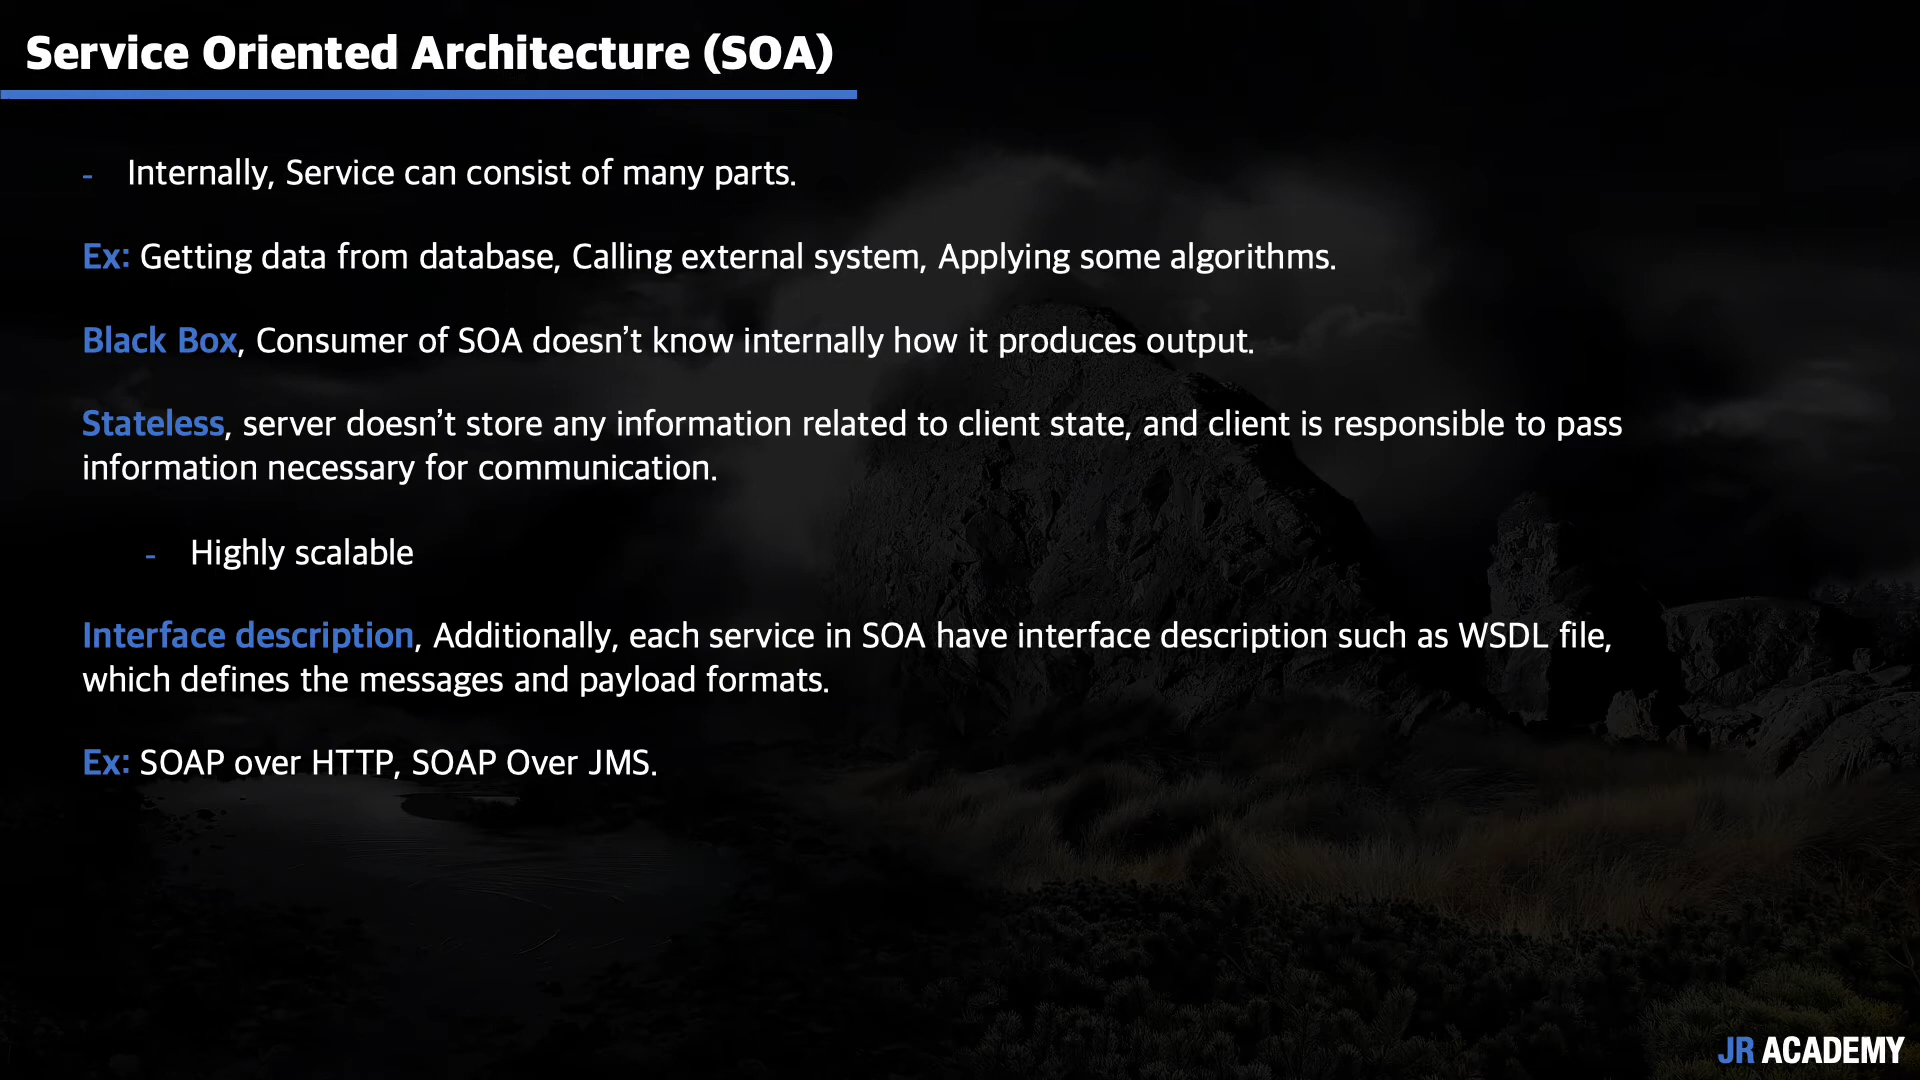 Service Oriented Architecture (SOA)
- Internally, Service can consist of many parts.
Ex: Getting data from database, Calling external system, Applying some algorithms.
Black Box, Consumer of SOA doesn’t know internally how it produces output.
Stateless, server doesn’t store any information related to client state, and client is responsible to pass
information necessary for communication.
- Highly scalable
Interface description, Additionally, each service in SOA have interface description such as WSDL file,
which defines the messages and payload formats.
Ex: SOAP over HTTP, SOAP Over JMS.
JR ACADEMY